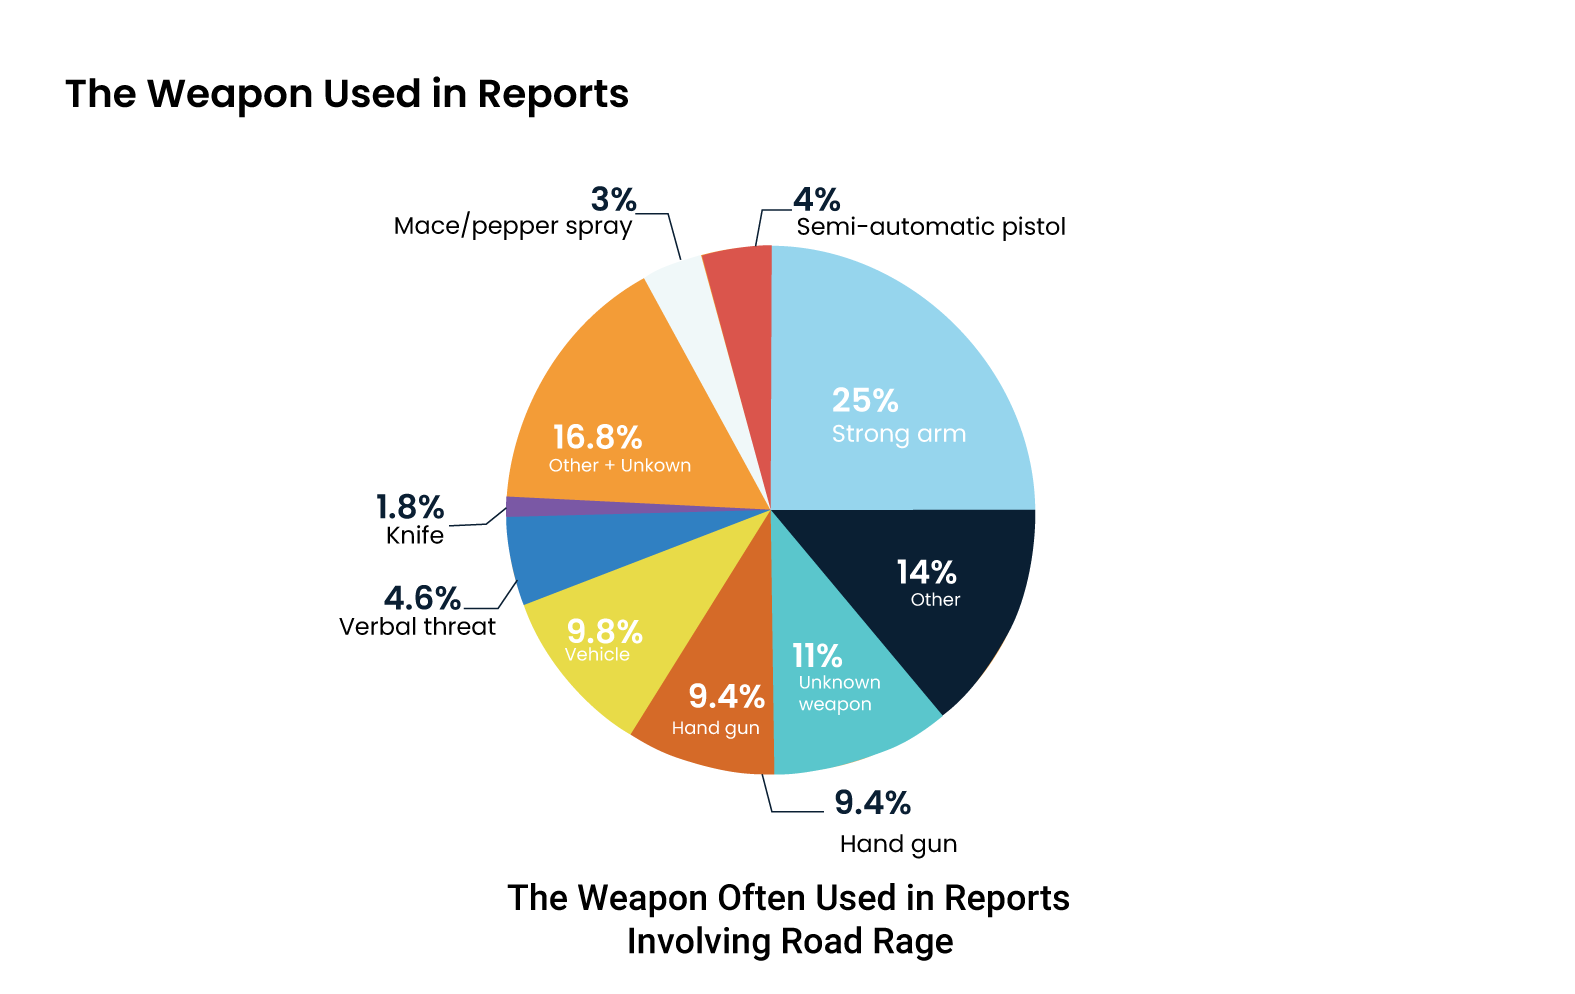 The Weapon Used in Reports
3%
Mace/pepper spray
4%
Semi-automatic pistol
25%
Strong arm
16.8%
Other + Unkown
1.8%
Knife
14%
Other
4.6%
Verbal threat
9.8%
Vehicle
11%
Unknown
weapon
9.4%
Hand gun
9.4%
Hand gun
The Weapon Often Used in Reports
Involving Road Rage